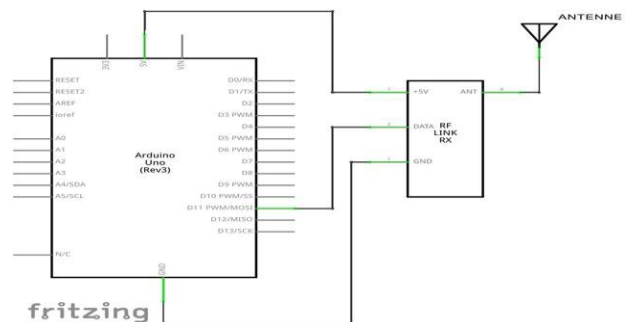 ANTENNE
3V3
5V
VIN
RESET
RESET2
AREF
ioref
A0
A1
A2
A3
A4/SDA
A5/SCL
N/C
Arduino
Uno
(Rev3)
D0/RX
D1/TX
D2
D3 PWM
D4
D5 PWM
D6 PWM
D7
D8
D9 PWM
D10 PWM/SS
D11 PWM/MOSI
D12/MISO
D13/SCK
GND
+5V
ANT
DATA
RF
LINK
RX
GND
fritzing